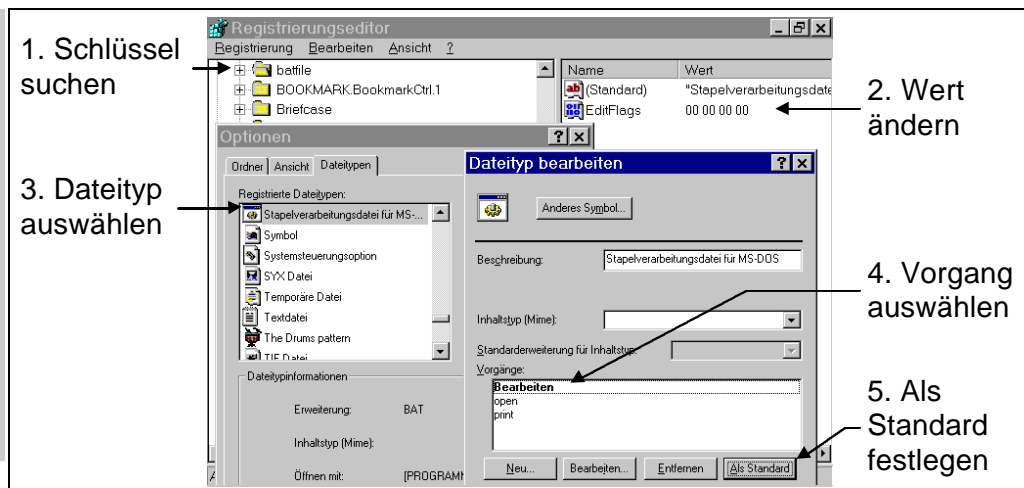 Registrierungseditor
Registrierung Bearbeiten Ansicht ?
1. Schlüssel
suchen
batfile
BOOKMARK.BookmarkCtrl.1
Briefcase
Name Wert
(Standard) "Stapelverarbeitungsdate
EditFlags 00 00 00 00
2. Wert
ändern
Optionen
Ordner Ansicht Dateitypen
3. Dateityp
auswählen
Registrierte Dateitypen:
Stapelverarbeitungsdatei für MS-...
Symbol
Systemsteuerungsoption
SYX Datei
Temporäre Datei
Textdatei
The Drums pattern
TIF Datei
Dateitypinformationen
Erweiterung: BAT
Inhaltstyp (Mime):
Öffnen mit: [PROGRAMM
Dateityp bearbeiten
Anderes Symbol...
Beschreibung: Stapelverarbeitungsdatei für MS-DOS
Inhaltstyp (Mime):
Standarderweiterung für Inhaltstyp:
Vorgänge:
Bearbeiten
open
print
Neu... Bearbeiten... Entfernen Als Standard
4. Vorgang
auswählen
5. Als
Standard
festlegen